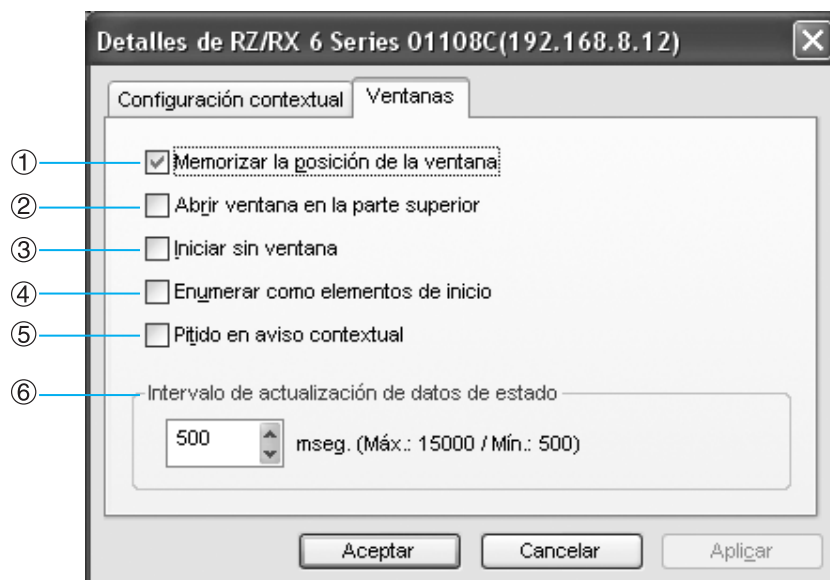 Detalles de RZ/RX 6 Series 01108C(192.168.8.12)
Configuración contextual Ventanas
① Memorizar la posición de la ventana
② Abrir ventana en la parte superior
③ Iniciar sin ventana
④ Enumerar como elementos de inicio
⑤ Pitido en aviso contextual
⑥ Intervalo de actualización de datos de estado
500 mseg. (Máx.: 15000 / Mín.: 500)
Aceptar Cancelar Aplicar